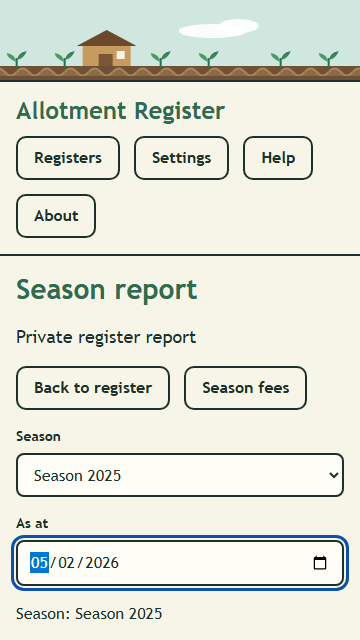 Allotment Register
Registers Settings Help
About
Season report
Private register report
Back to register Season fees
Season
Season 2025
As at
05/02/2026
Season: Season 2025